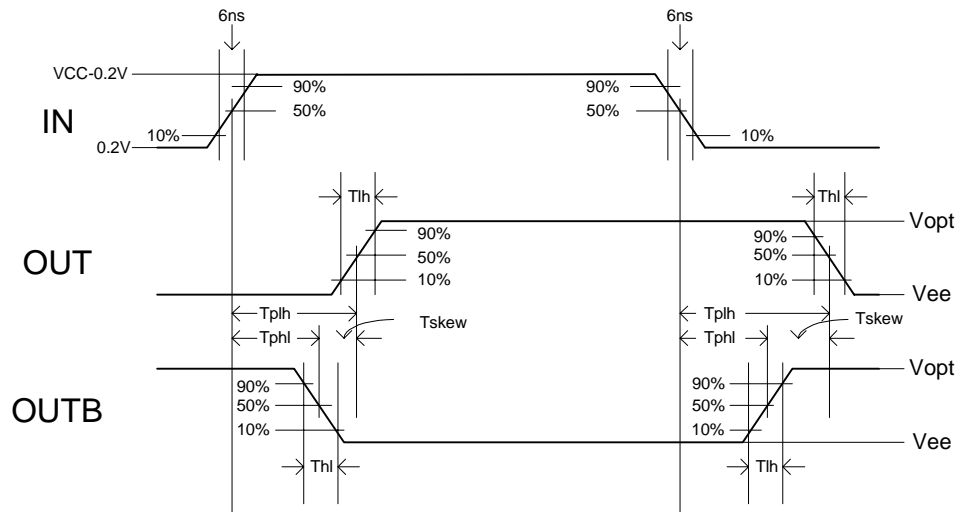 6ns 6ns
VCC-0.2V
90% 90%
IN 50% 50%
10% 10%
0.2V
Tlh Thl
Vopt
90% 90%
OUT 50% 50%
10% 10%
Vee
Tplh Tplh
Tskew Tskew
Tphl Tphl
Vopt
90% 90%
OUTB 50% 50%
10% 10%
Vee
Thl Tlh